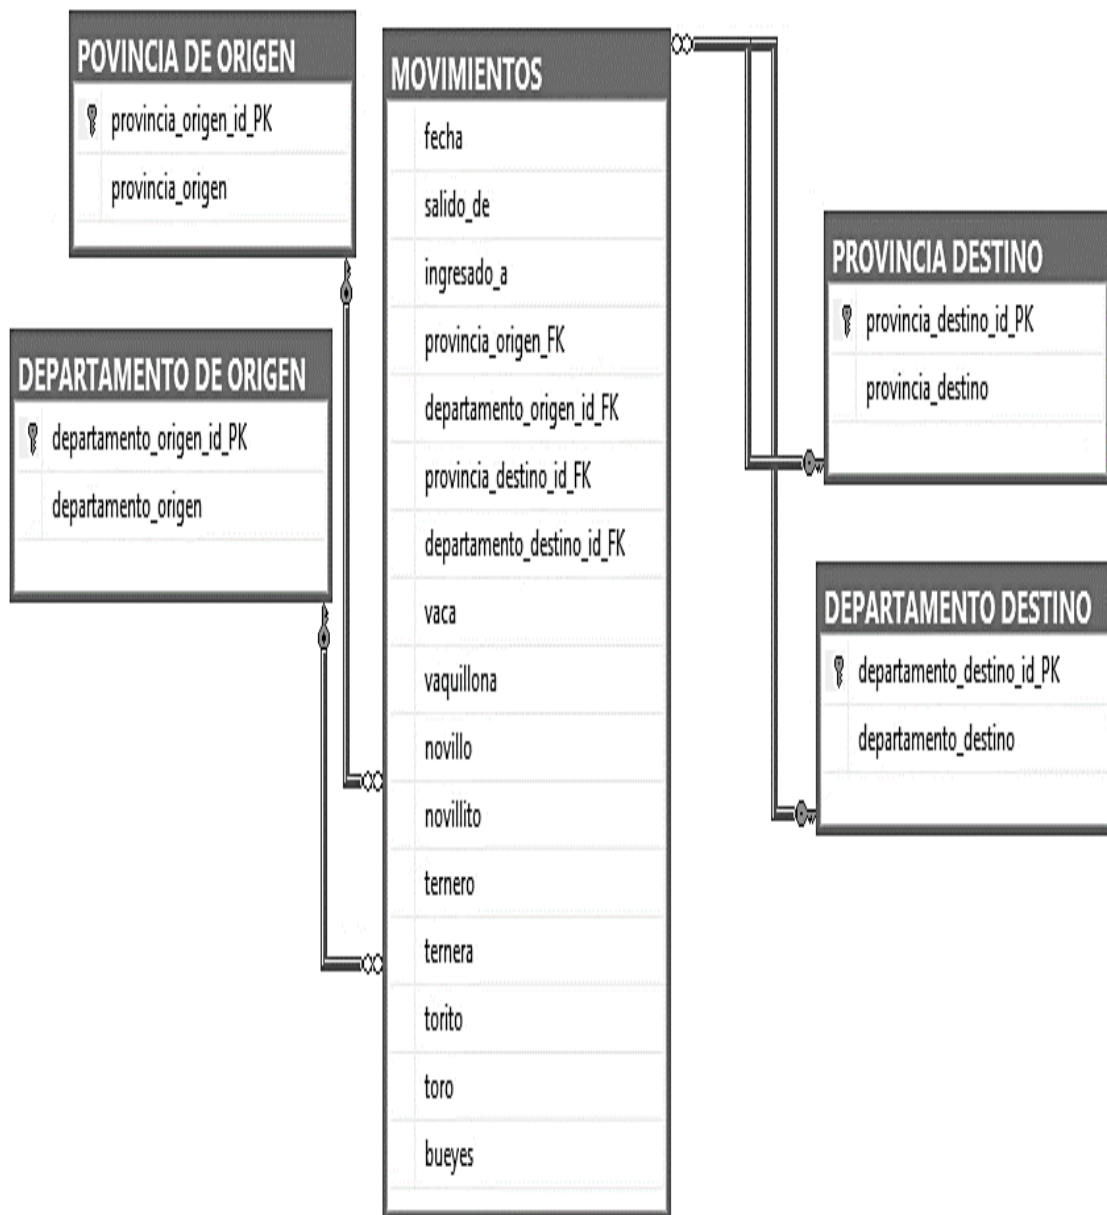 POVINCIA DE ORIGEN
provincia_origen_id_PK
provincia_origen
DEPARTAMENTO DE ORIGEN
departamento_origen_id_PK
departamento_origen
MOVIMIENTOS
fecha
salido_de
ingresado_a
provincia_origen_FK
departamento_origen_id_FK
provincia_destino_id_FK
departamento_destino_id_FK
vaca
vaquillona
novillo
novillito
ternero
ternera
torito
toro
bueyes
PROVINCIA DESTINO
provincia_destino_id_PK
provincia_destino
DEPARTAMENTO DESTINO
departamento_destino_id_PK
departamento_destino